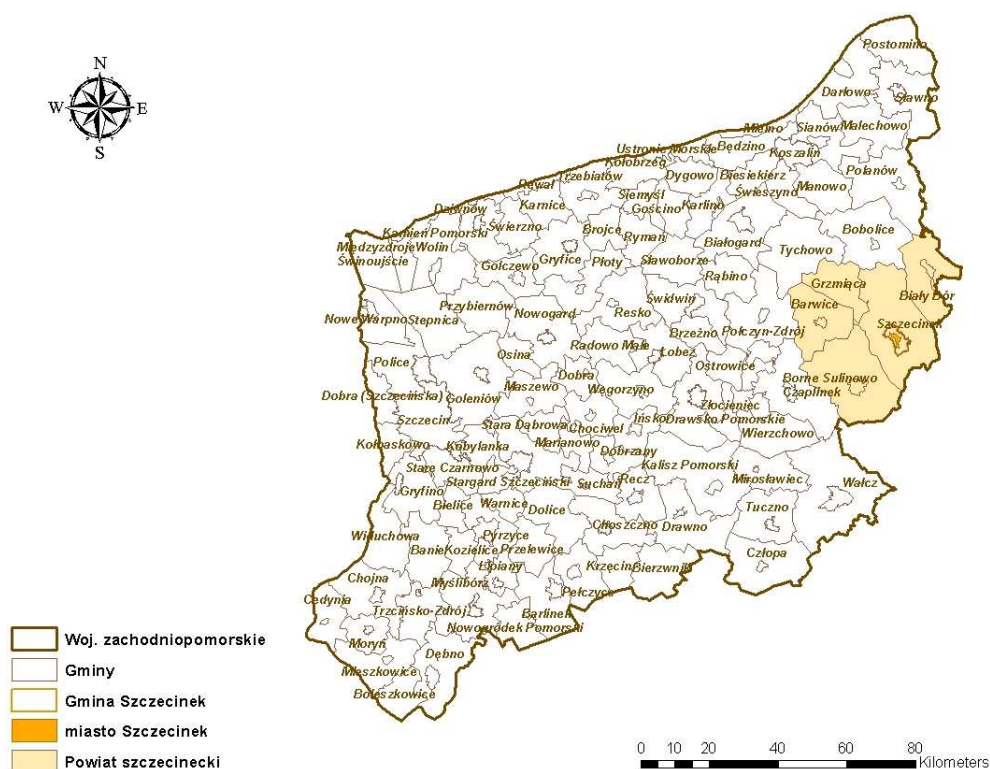 N
W E
S
Postomino
Darłowo
Sławno
Mielno Sianów Malechowo
Ustronie Morskie Będzino
Kołobrzeg Koszalin
Rewal Trzebiatów Dygowo Biesiekierz Polanów
Siemyśl Świeszyno Manowo
Dziwnów Karnice Gościno Karlino
Kamień Pomorski Świerzno Brojce Rymań Białogard Bobolice
Międzyzdroje Wolin Tychowo
Świnoujście Golczewo Gryfice Płoty Sławoborze
Rąbino Grzmiąca
Biały Bór
Przybiernów Świdwin Barwice
Nowe Warpno Stepnica Nowogard Resko
Brzeżno Połczyn-Zdrój Szczecinek
Osina Radowo Małe Łobez
Police Ostrowice
Dobra Borne Sulinowo
Maszewo Węgorzyno Czaplinek
Dobra (Szczecińska) Goleniów Złocieniec
Szczecin Stara Dąbrowa Chociwel Ińsko Drawsko Pomorskie
Kołbaskowo Kobylanka Marianowo Wierzchowo
Dobrzany
Stare Czarnowo Kalisz Pomorski
Gryfino Stargard Szczeciński Suchań Recz Mirosławiec Wałcz
Bielice Warnice Dolice Tuczno
Choszczno Drawno
Widuchowa Pyrzyce
Banie Kozielice Przelewice Człopa
Lipiany Krzęcin Bierzwnik
Chojna Myślibórz
Cedynia Pełczyce
Trzcińsko-Zdrój Barlinek
Nowogródek Pomorski
Moryń Dębno
Mieszkowice
Boleszkowice
Woj. zachodniopomorskie
Gminy
Gmina Szczecinek
miasto Szczecinek
Powiat szczecinecki
0 10 20 40 60 80
Kilometers